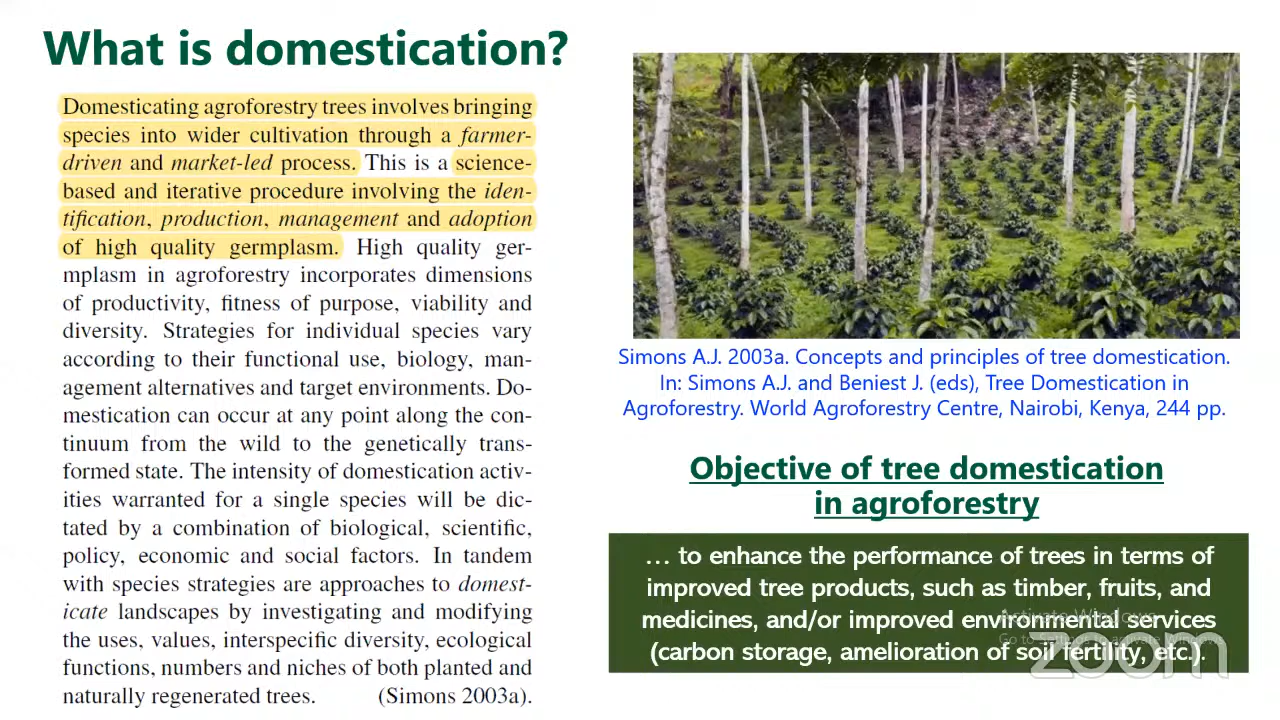 What is domestication?
Domesticating agroforestry trees involves bringing
species into wider cultivation through a farmer-
driven and market-led process. This is a science-
based and iterative procedure involving the iden-
tification, production, management and adoption
of high quality germplasm. High quality ger-
mplasm in agroforestry incorporates dimensions
of productivity, fitness of purpose, viability and
diversity. Strategies for individual species vary
according to their functional use, biology, man-
agement alternatives and target environments. Do-
mestication can occur at any point along the con-
tinuum from the wild to the genetically trans-
formed state. The intensity of domestication activ-
ities warranted for a single species will be dic-
tated by a combination of biological, scientific,
policy, economic and social factors. In tandem
with species strategies are approaches to domest-
icate landscapes by investigating and modifying
the uses, values, interspecific diversity, ecological
functions, numbers and niches of both planted and
naturally regenerated trees. (Simons 2003a).
Simons A.J. 2003a. Concepts and principles of tree domestication.
In: Simons A.J. and Beniest J. (eds), Tree Domestication in
Agroforestry. World Agroforestry Centre, Nairobi, Kenya, 244 pp.
Objective of tree domestication
in agroforestry
… to enhance the performance of trees in terms of
improved tree products, such as timber, fruits, and
medicines, and/or improved environmental services
(carbon storage, amelioration of soil fertility, etc.).
Activate Windows
Go to Settings to activate Windows.
zoom